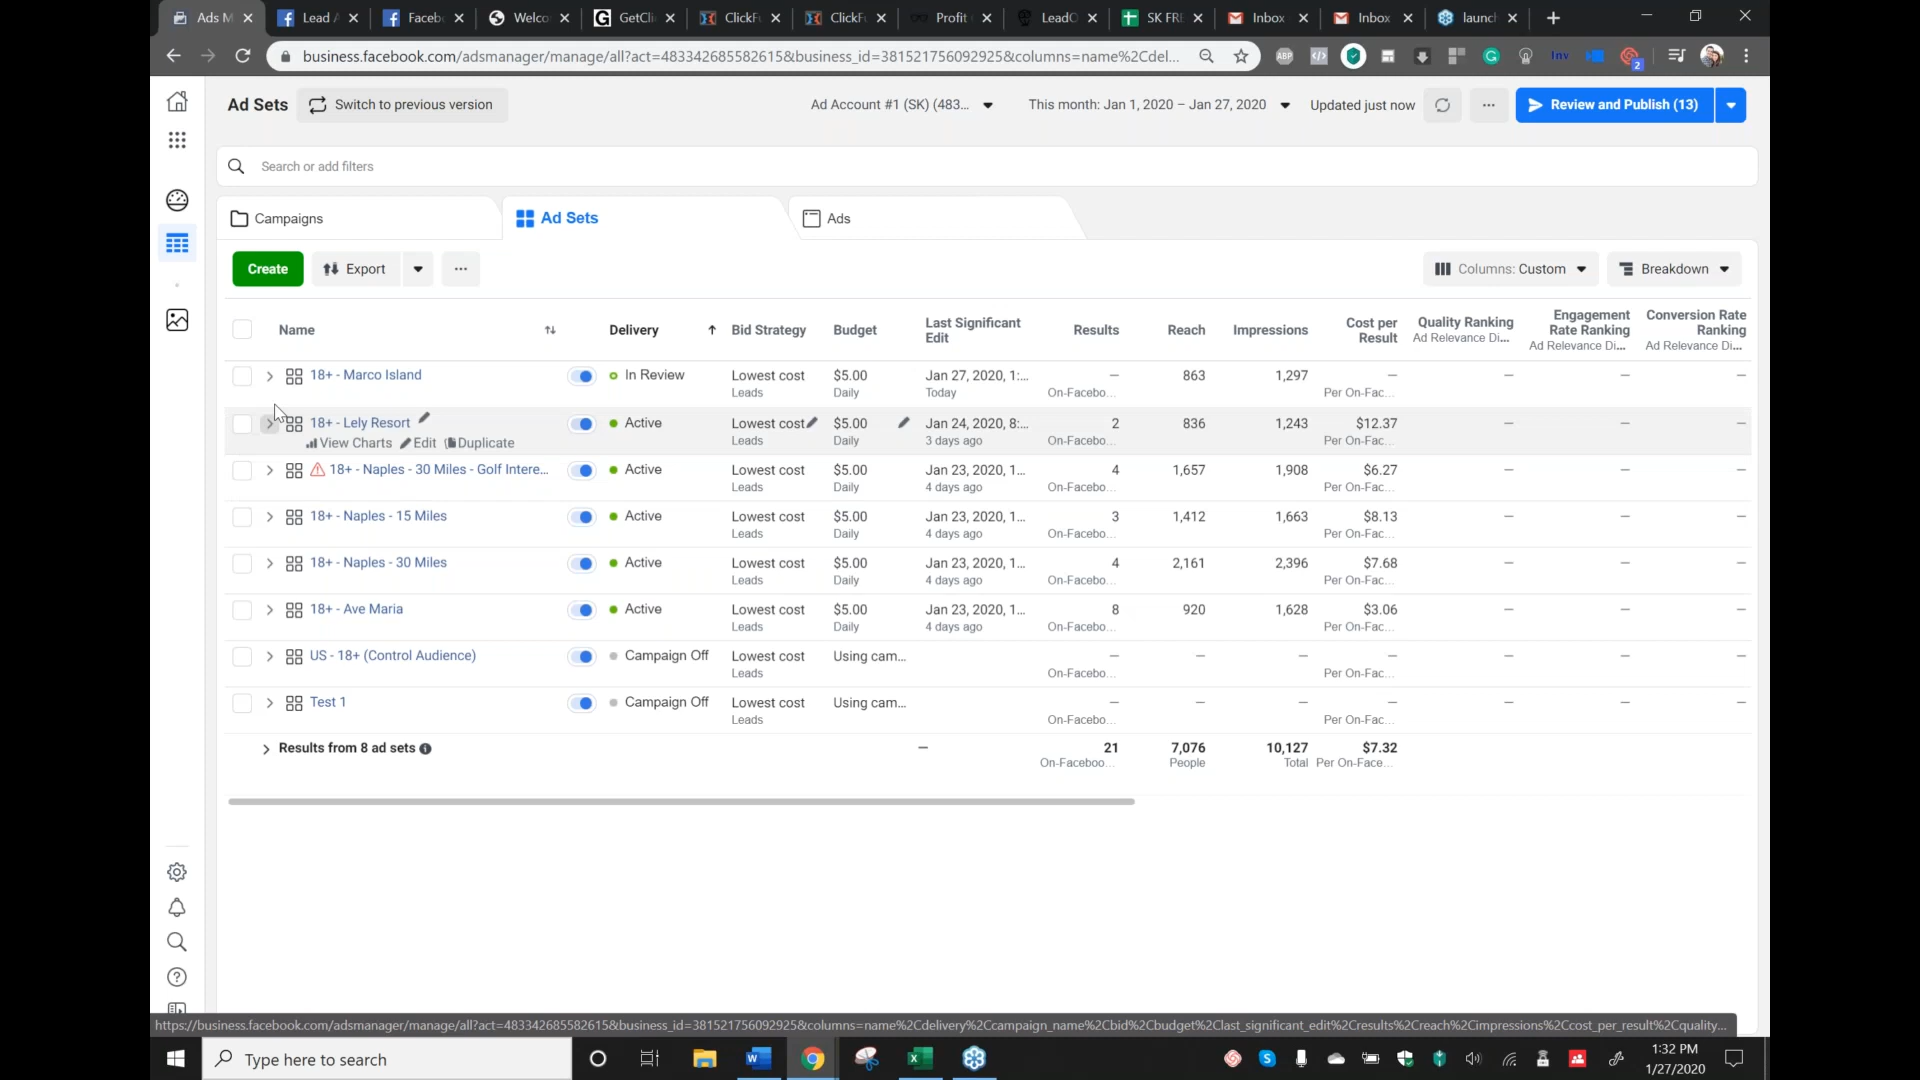 Ads M
Lead A
Faceb
Welco
GetCli
ClickFu
ClickFu
Profit
LeadO
SK FRE
Inbox
Inbox
launch
business.facebook.com/adsmanager/manage/all?act=483342685582615&business_id=381521756092925&columns=name%2Cdel...
ABP
Inv
2
Ad Sets
Switch to previous version
Ad Account #1 (SK) (483...
This month: Jan 1, 2020 – Jan 27, 2020
Updated just now
Review and Publish (13)
Search or add filters
Campaigns
Ad Sets
Ads
Create
Export
Columns: Custom
Breakdown
Name Delivery Bid Strategy Budget Last Significant Edit Results Reach Impressions Cost per Result Quality Ranking Engagement Rate Ranking Conversion Rate Ranking
Ad Relevance Di... Ad Relevance Di... Ad Relevance Di...
18+ - Marco Island In Review Lowest cost $5.00 Jan 27, 2020, 1:... — 863 1,297 — — — —
Leads Daily Today On-Facebo... Per On-Fac...
18+ - Lely Resort Active Lowest cost $5.00 Jan 24, 2020, 8:... 2 836 1,243 $12.37 — — —
View Charts Edit Duplicate Leads Daily 3 days ago On-Facebo... Per On-Fac...
18+ - Naples - 30 Miles - Golf Intere... Active Lowest cost $5.00 Jan 23, 2020, 1... 4 1,657 1,908 $6.27 — — —
Leads Daily 4 days ago On-Facebo... Per On-Fac...
18+ - Naples - 15 Miles Active Lowest cost $5.00 Jan 23, 2020, 1... 3 1,412 1,663 $8.13 — — —
Leads Daily 4 days ago On-Facebo... Per On-Fac...
18+ - Naples - 30 Miles Active Lowest cost $5.00 Jan 23, 2020, 1... 4 2,161 2,396 $7.68 — — —
Leads Daily 4 days ago On-Facebo... Per On-Fac...
18+ - Ave Maria Active Lowest cost $5.00 Jan 23, 2020, 1... 8 920 1,628 $3.06 — — —
Leads Daily 4 days ago On-Facebo... Per On-Fac...
US - 18+ (Control Audience) Campaign Off Lowest cost Using cam... — — — — — — —
Leads On-Facebo... Per On-Fac...
Test 1 Campaign Off Lowest cost Using cam... — — — — — — —
Leads On-Facebo... Per On-Fac...
Results from 8 ad sets — 21 7,076 10,127 $7.32
On-Faceboo... People Total Per On-Face...
https://business.facebook.com/adsmanager/manage/all?act=483342685582615&business_id=381521756092925&columns=name%2Cdelivery%2Ccampaign_name%2Cbid%2Cbudget%2Clast_significant_edit%2Cresults%2Creach%2Cimpressions%2Ccost_per_result%2Cquality...
Type here to search
1:32 PM
1/27/2020